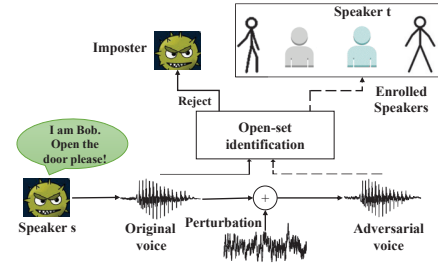 Speaker t
Imposter
Reject
Enrolled
Speakers
I am Bob.
Open the
door please!
Open-set
identification
+
Speaker s
Original
voice
Perturbation
Adversarial
voice